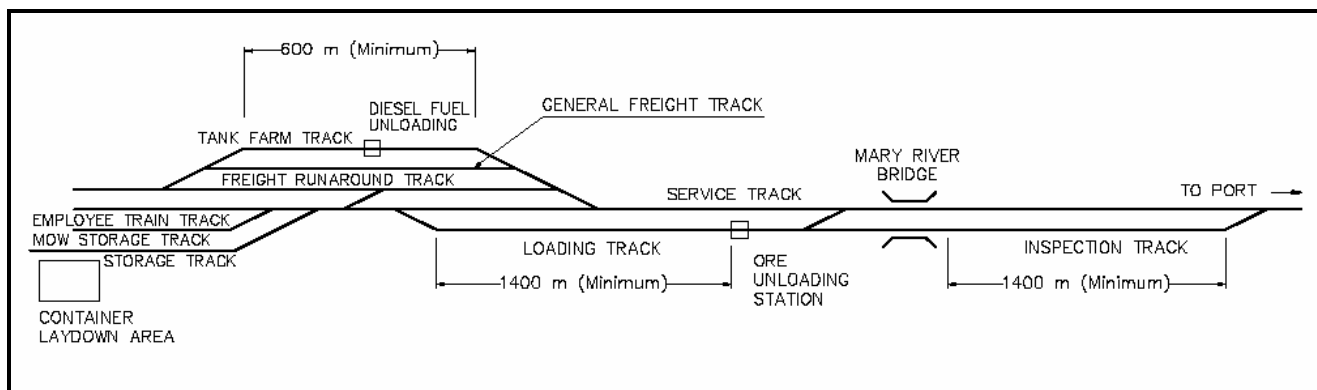 600 m (Minimum)
DIESEL FUEL
UNLOADING
GENERAL FREIGHT TRACK
TANK FARM TRACK
MARY RIVER
BRIDGE
FREIGHT RUNAROUND TRACK
SERVICE TRACK
TO PORT
EMPLOYEE TRAIN TRACK
MOW STORAGE TRACK
STORAGE TRACK
LOADING TRACK
INSPECTION TRACK
ORE
UNLOADING
STATION
1400 m (Minimum)
1400 m (Minimum)
CONTAINER
LAYDOWN AREA